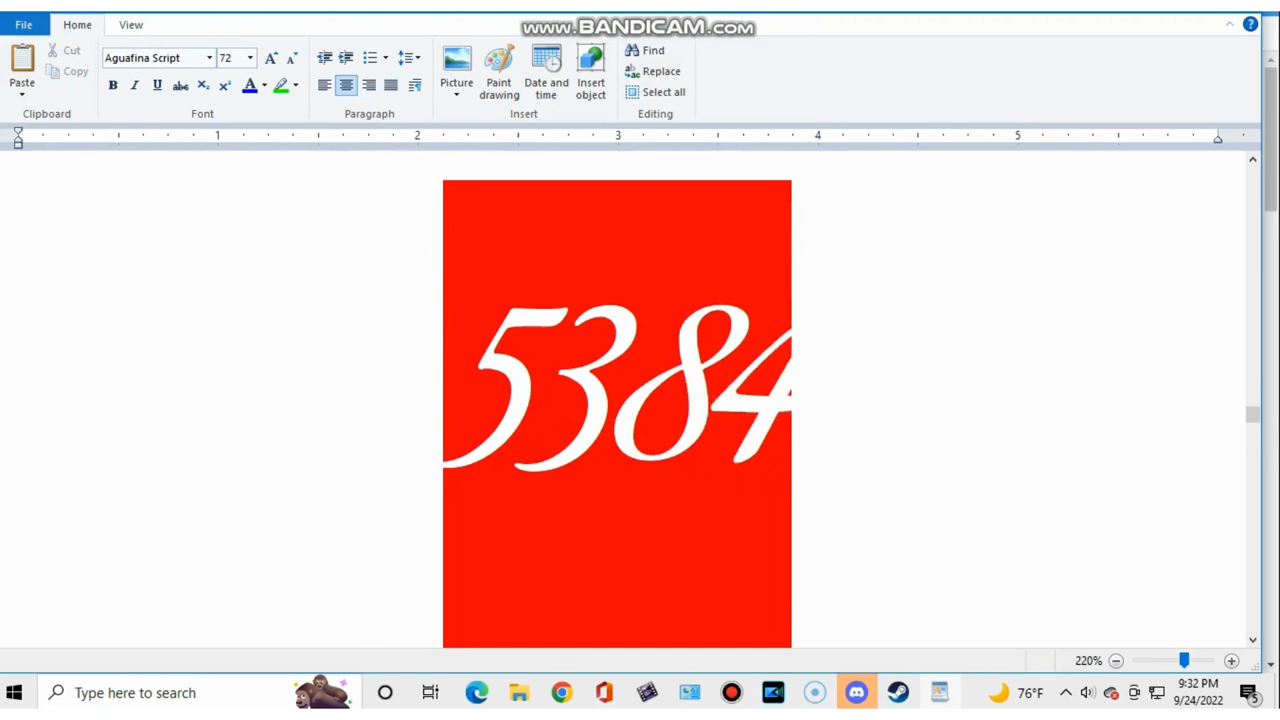 www.BANDICAM.com
File Home View
Cut
Copy
Paste
Clipboard
Aguafina Script 72
Font
Paragraph
Picture
Paint drawing
Date and time
Insert object
Insert
Find
Replace
Select all
Editing
1 2 3 4 5
5384
220%
Type here to search
76°F
9:32 PM
9/24/2022
5